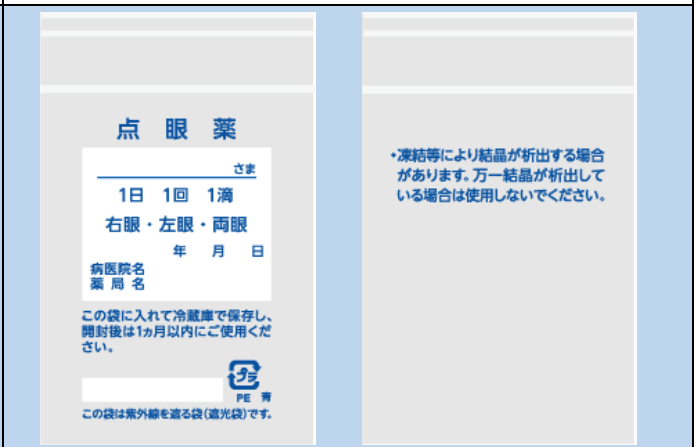 点 眼 薬
さま
1日 1回 1滴
右眼・左眼・両眼
年 月 日
病医院名
薬 局 名
この袋に入れて冷蔵庫で保存し、
開封後は1ヵ月以内にご使用くだ
さい。
プラ
PE 青
この袋は紫外線を遮る袋(遮光袋)です。
・凍結等により結晶が析出する場合
があります。万一結晶が析出して
いる場合は使用しないでください。